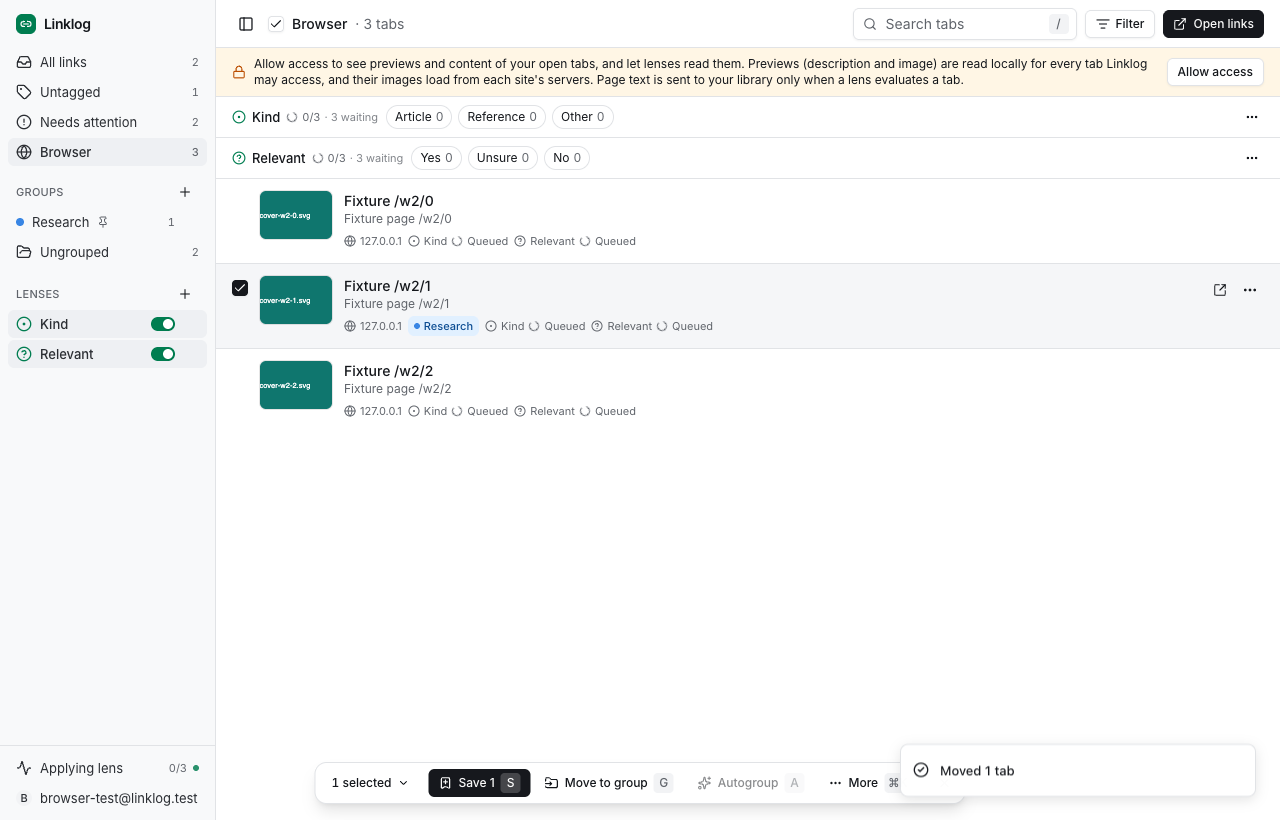 Linklog
All links 2
Untagged 1
Needs attention 2
Browser 3
GROUPS
Research 1
Ungrouped 2
LENSES
Kind
Relevant
Applying lens 0/3
B browser-test@linklog.test
Browser · 3 tabs
Search tabs /
Filter
Open links
Allow access to see previews and content of your open tabs, and let lenses read them. Previews (description and image) are read locally for every tab Linklog
may access, and their images load from each site's servers. Page text is sent to your library only when a lens evaluates a tab.
Allow access
Kind 0/3 · 3 waiting Article 0 Reference 0 Other 0
Relevant 0/3 · 3 waiting Yes 0 Unsure 0 No 0
cover-w2-0.svg
Fixture /w2/0
Fixture page /w2/0
127.0.0.1 Kind Queued Relevant Queued
cover-w2-1.svg
Fixture /w2/1
Fixture page /w2/1
127.0.0.1 Research Kind Queued Relevant Queued
cover-w2-2.svg
Fixture /w2/2
Fixture page /w2/2
127.0.0.1 Kind Queued Relevant Queued
1 selected Save 1 S Move to group G Autogroup A More ⌘
Moved 1 tab